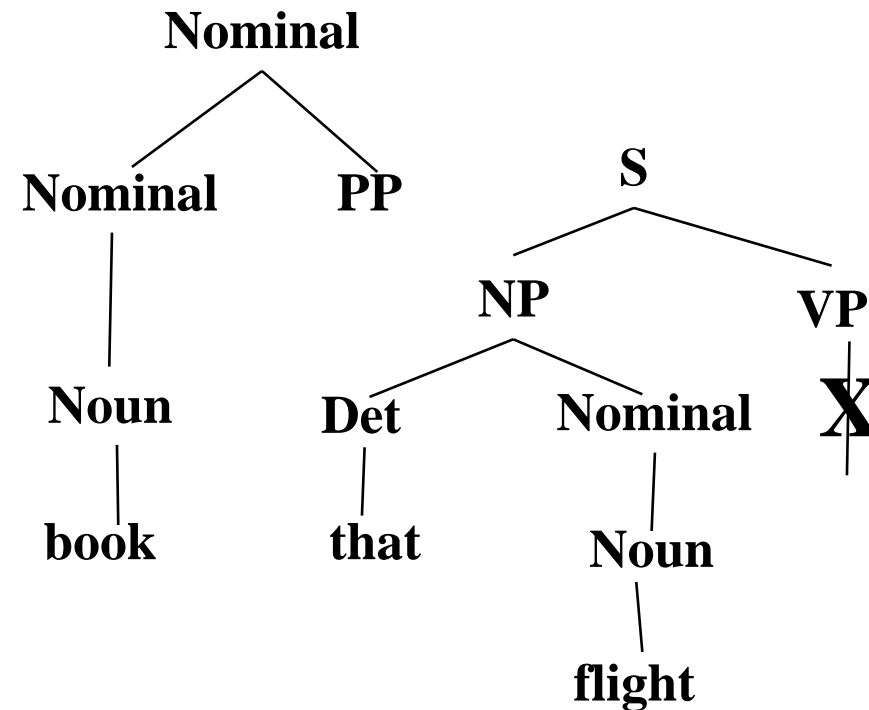 Nominal
S
Nominal PP
NP VP
X
Noun Det Nominal
book that Noun
flight